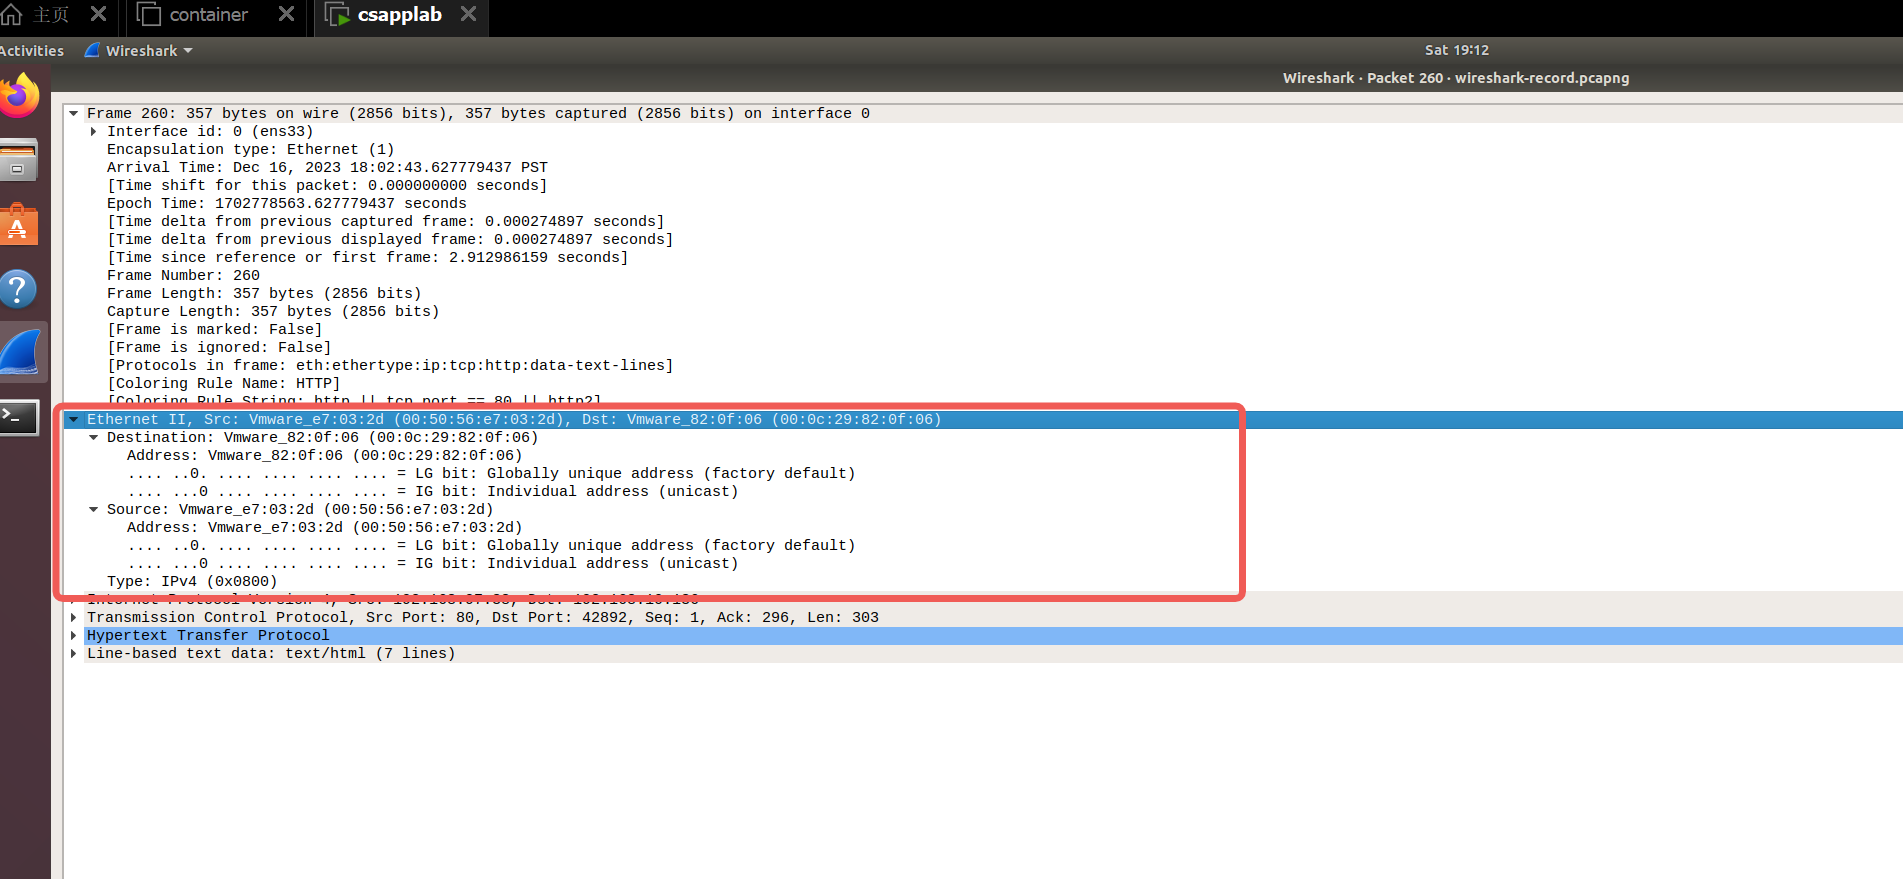 主页
container
csapplab
Activities
Wireshark
Sat 19:12
Wireshark · Packet 260 · wireshark-record.pcapng
Frame 260: 357 bytes on wire (2856 bits), 357 bytes captured (2856 bits) on interface 0
Interface id: 0 (ens33)
Encapsulation type: Ethernet (1)
Arrival Time: Dec 16, 2023 18:02:43.627779437 PST
[Time shift for this packet: 0.000000000 seconds]
Epoch Time: 1702778563.627779437 seconds
[Time delta from previous captured frame: 0.000274897 seconds]
[Time delta from previous displayed frame: 0.000274897 seconds]
[Time since reference or first frame: 2.912986159 seconds]
Frame Number: 260
Frame Length: 357 bytes (2856 bits)
Capture Length: 357 bytes (2856 bits)
[Frame is marked: False]
[Frame is ignored: False]
[Protocols in frame: eth:ethertype:ip:tcp:http:data-text-lines]
[Coloring Rule Name: HTTP]
[Coloring Rule String: http || tcp.port == 80 || http2]
Ethernet II, Src: Vmware_e7:03:2d (00:50:56:e7:03:2d), Dst: Vmware_82:0f:06 (00:0c:29:82:0f:06)
Destination: Vmware_82:0f:06 (00:0c:29:82:0f:06)
Address: Vmware_82:0f:06 (00:0c:29:82:0f:06)
.... ..0. .... .... .... .... = LG bit: Globally unique address (factory default)
.... ...0 .... .... .... .... = IG bit: Individual address (unicast)
Source: Vmware_e7:03:2d (00:50:56:e7:03:2d)
Address: Vmware_e7:03:2d (00:50:56:e7:03:2d)
.... ..0. .... .... .... .... = LG bit: Globally unique address (factory default)
.... ...0 .... .... .... .... = IG bit: Individual address (unicast)
Type: IPv4 (0x0800)
Internet Protocol Version 4, Src: Dst:
Transmission Control Protocol, Src Port: 80, Dst Port: 42892, Seq: 1, Ack: 296, Len: 303
Hypertext Transfer Protocol
Line-based text data: text/html (7 lines)